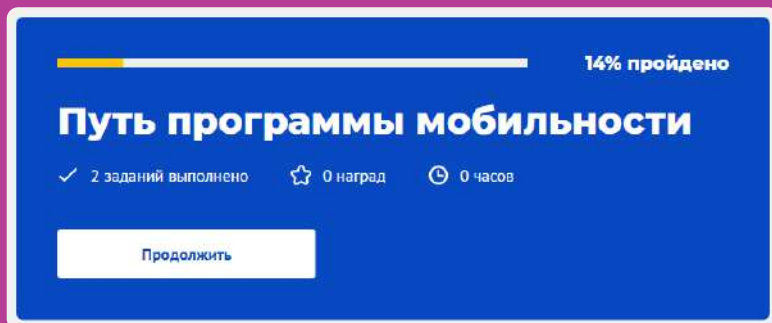 14% пройдено
Путь программы мобильности
2 заданий выполнено 0 наград 0 часов
Продолжить